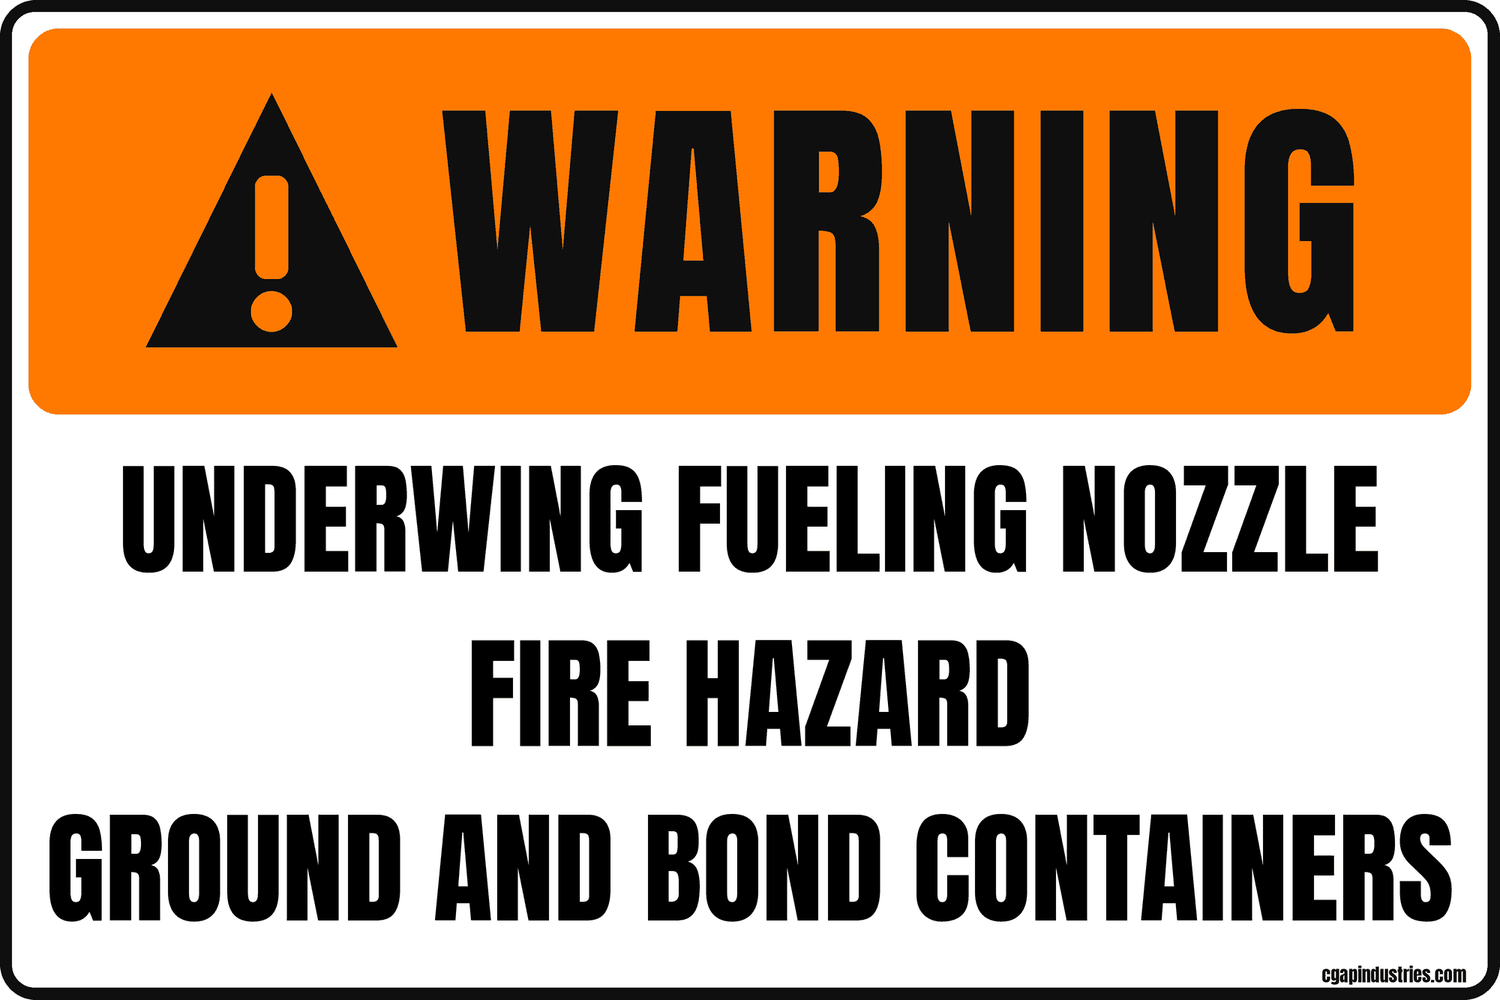 WARNING
UNDERWING FUELING NOZZLE
FIRE HAZARD
GROUND AND BOND CONTAINERS
cgapindustries.com